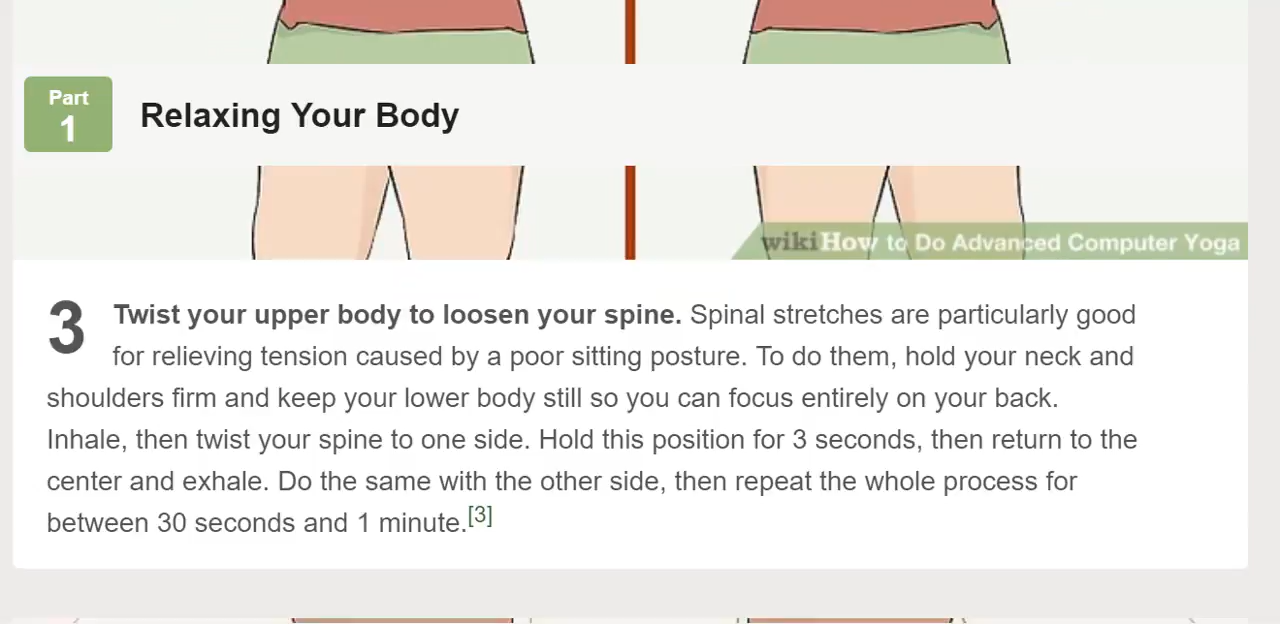 Part
1
Relaxing Your Body
wikiHow to Do Advanced Computer Yoga
3
Twist your upper body to loosen your spine. Spinal stretches are particularly good
for relieving tension caused by a poor sitting posture. To do them, hold your neck and
shoulders firm and keep your lower body still so you can focus entirely on your back.
Inhale, then twist your spine to one side. Hold this position for 3 seconds, then return to the
center and exhale. Do the same with the other side, then repeat the whole process for
between 30 seconds and 1 minute.[3]